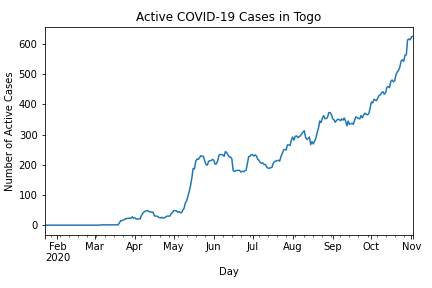 Active COVID-19 Cases in Togo
Number of Active Cases
600
500
400
300
200
100
0
Feb
2020
Mar
Apr
May
Jun
Jul
Aug
Sep
Oct
Nov
Day